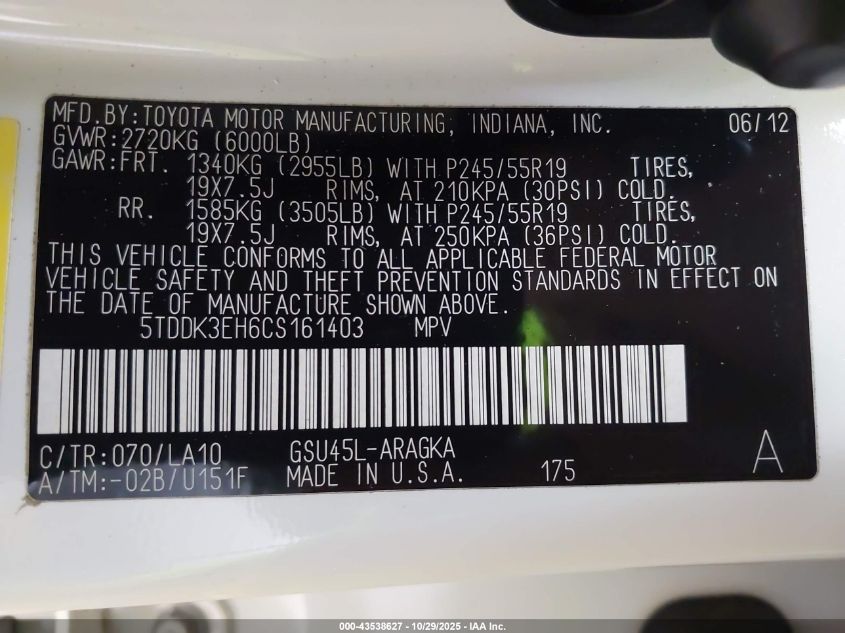 MFD.BY:TOYOTA MOTOR MANUFACTURING, INDIANA, INC. 06/12
GVWR:2720KG (6000LB)
GAWR:FRT. 1340KG (2955LB) WITH P245/55R19 TIRES,
19X7.5J RIMS, AT 210KPA (30PSI) COLD.
RR. 1585KG (3505LB) WITH P245/55R19 TIRES,
19X7.5J RIMS, AT 250KPA (36PSI) COLD.
THIS VEHICLE CONFORMS TO ALL APPLICABLE FEDERAL MOTOR
VEHICLE SAFETY AND THEFT PREVENTION STANDARDS IN EFFECT ON
THE DATE OF MANUFACTURE SHOWN ABOVE.
5TDDK3EH6CS161403 MPV
C/TR:070/LA10 GSU45L-ARAGKA
A/TM:-02B/U151F MADE IN U.S.A. 175 A
000-43538627 - 10/29/2025 - IAA Inc.